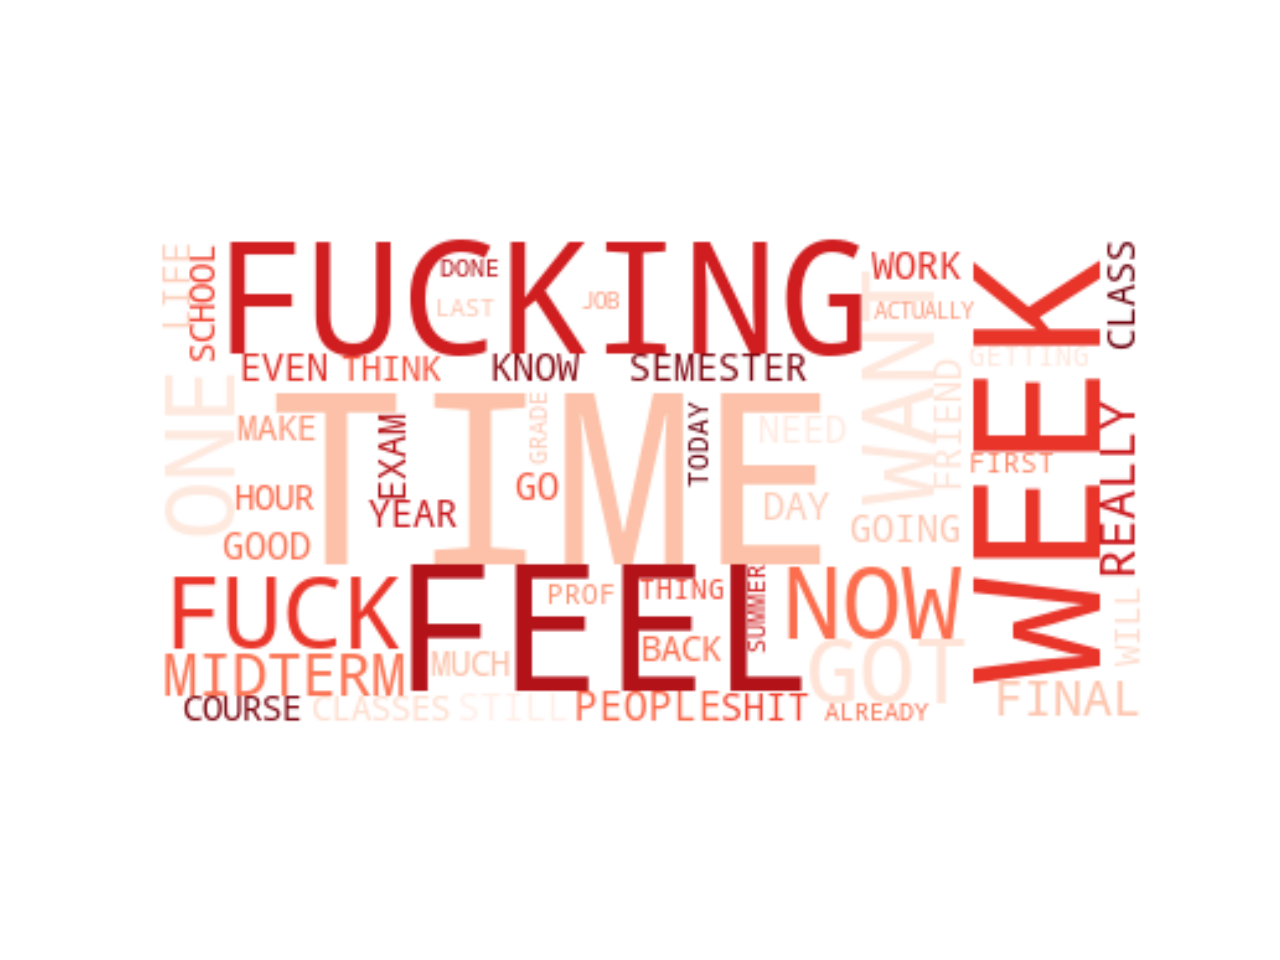 LIFE
SCHOOL
FUCKING
DONE
LAST
JOB
WORK
ACTUALLY
CLASS
EVEN
THINK
KNOW
SEMESTER
WANT
GETTING
WEEK
ONE
MAKE
TIME
EXAM
GRADE
TODAY
NEED
FRIEND
FIRST
REALLY
HOUR
YEAR
GO
DAY
GOOD
GOING
FUCK
FEEL
PROF
THING
SUMMER
NOW
WILL
MIDTERM
MUCH
BACK
GOT
FINAL
COURSE
CLASSES
STILL
PEOPLE
SHIT
ALREADY